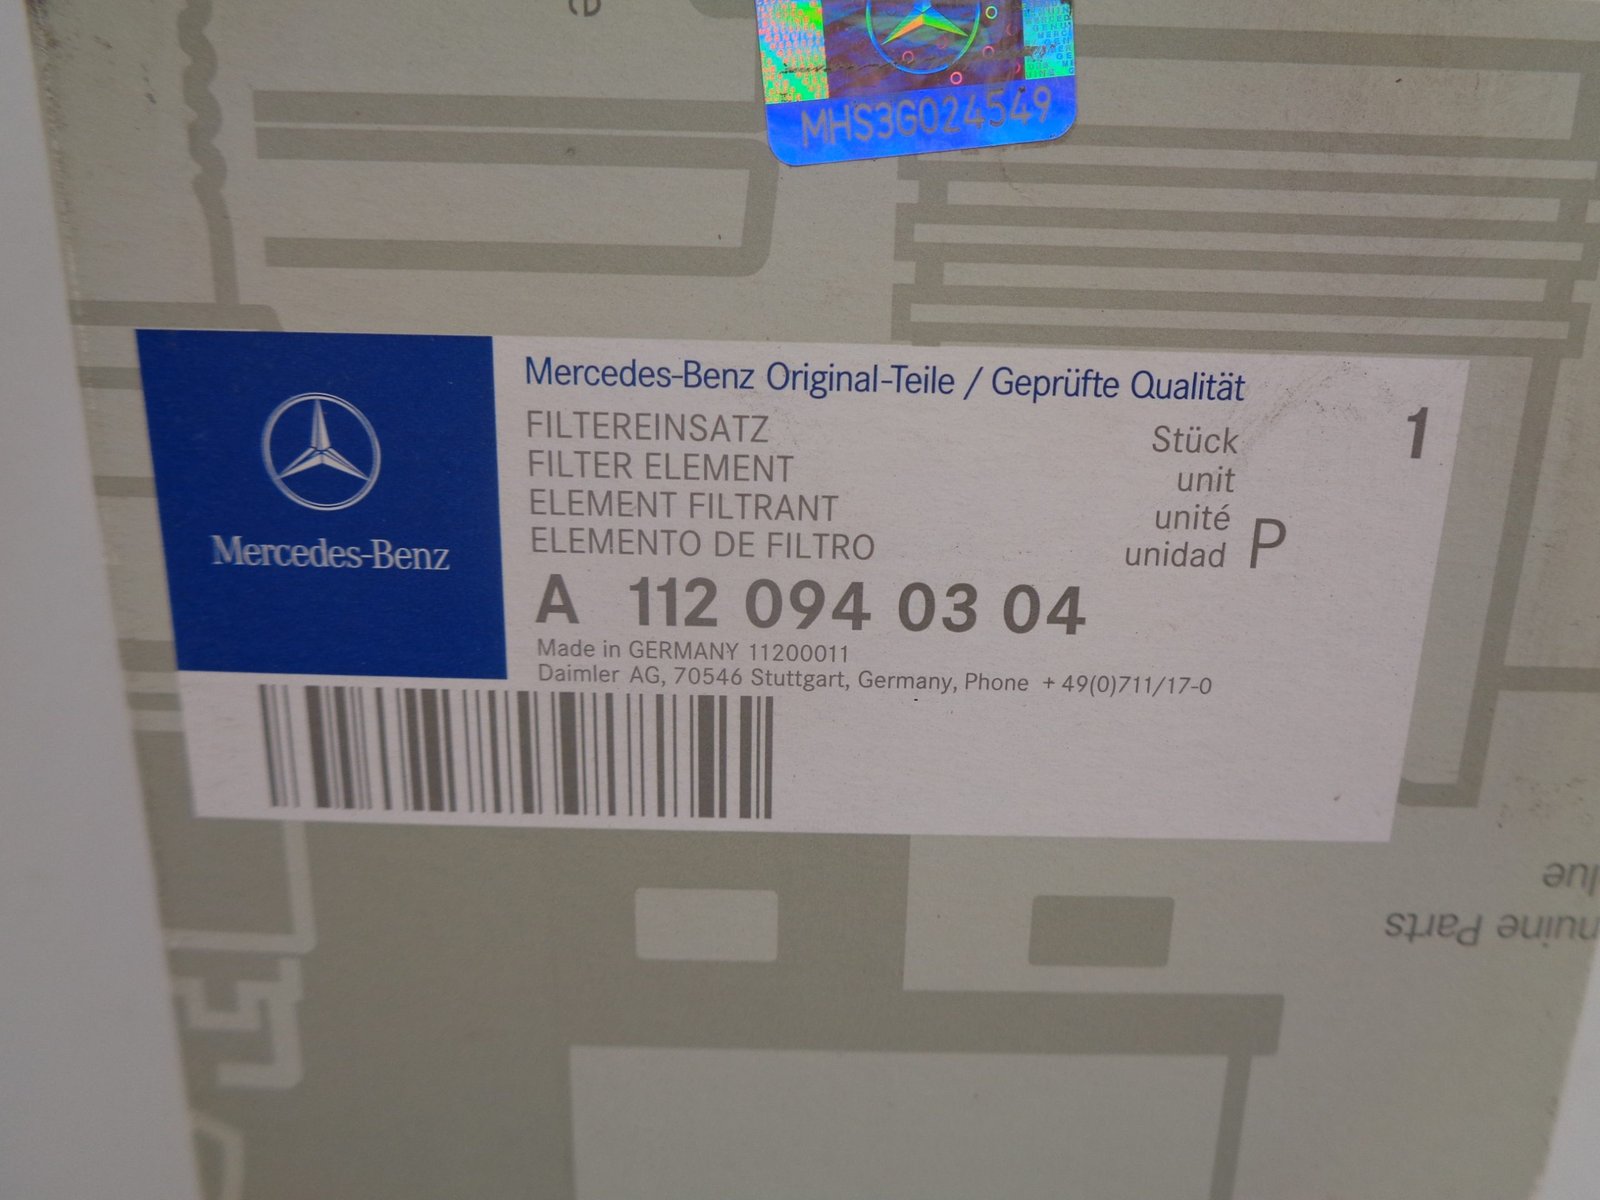 MHS3G024549
Mercedes-Benz
Mercedes-Benz Original-Teile / Geprüfte Qualität
FILTEREINSATZ
FILTER ELEMENT
ELEMENT FILTRANT
ELEMENTO DE FILTRO
Stück 1
unit
unité
unidad P
A 112 094 03 04
Made in GERMANY 11200011
Daimler AG, 70546 Stuttgart, Germany, Phone + 49(0)711/17-0
Parts